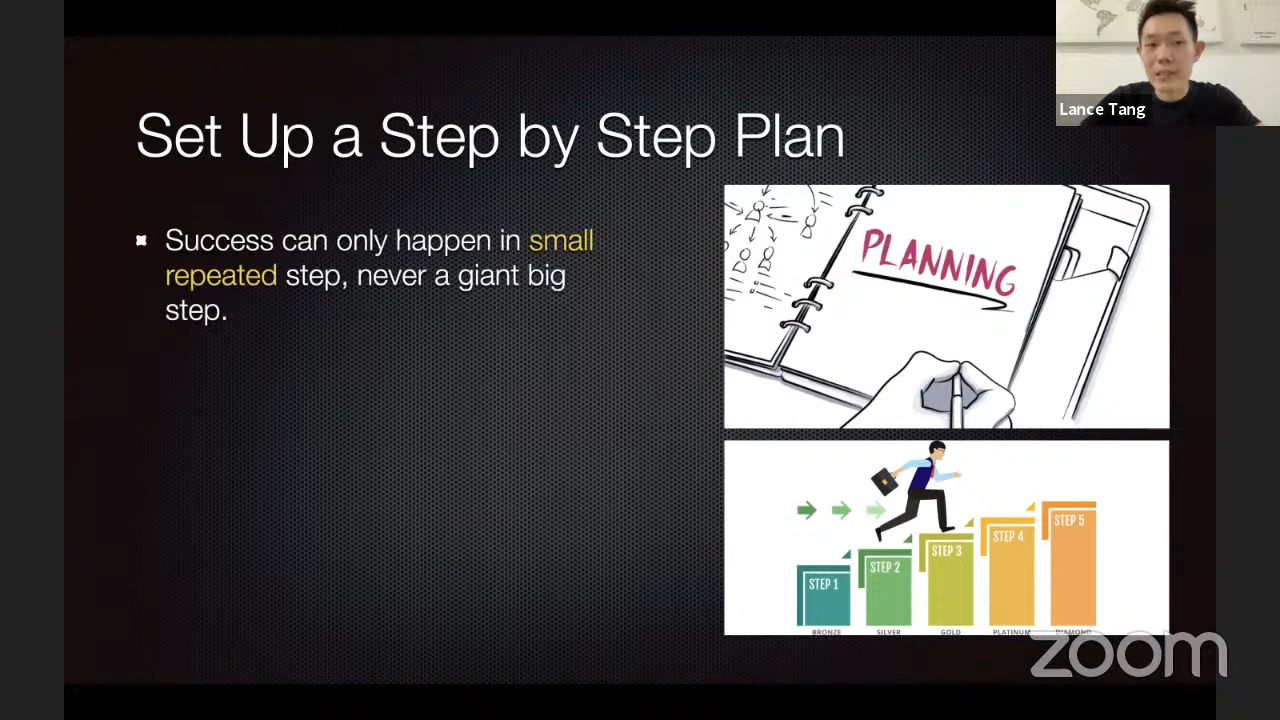 Lance Tang
Set Up a Step by Step Plan
Success can only happen in small
repeated step, never a giant big
step.
PLANNING
STEP 1
STEP 2
STEP 3
STEP 4
STEP 5
BRONZE
SILVER
GOLD
PLATINUM
DIAMOND
zoom